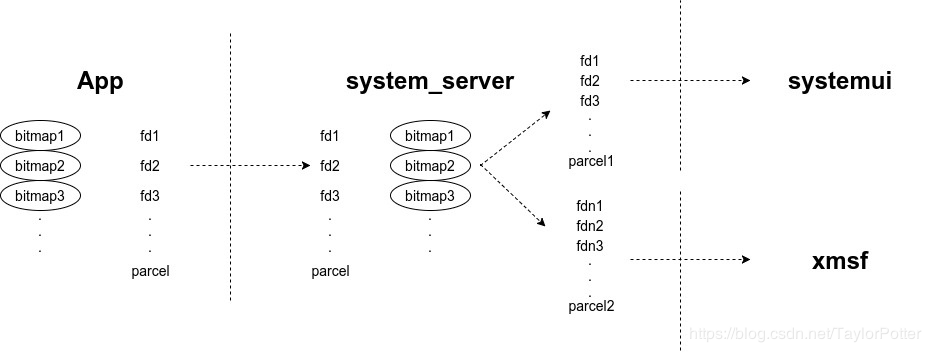 App
bitmap1
bitmap2
bitmap3
.
.
.
fd1
fd2
fd3
.
.
.
parcel
system_server
fd1
fd2
fd3
.
.
.
parcel
bitmap1
bitmap2
bitmap3
.
.
.
fd1
fd2
fd3
.
.
parcel1
fdn1
fdn2
fdn3
.
.
.
parcel2
systemui
xmsf
https://blog.csdn.net/TaylorPotter